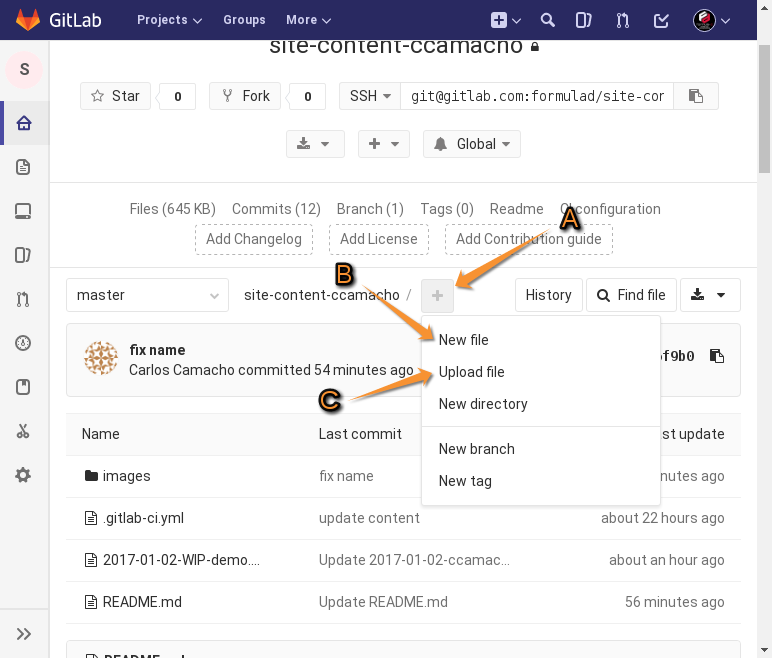 GitLab Projects Groups More
site-content-ccamacho
S
Star 0 Fork 0 SSH git@gitlab.com:formulad/site-cor
Global
Files (645 KB) Commits (12) Branch (1) Tags (0) Readme CI configuration
A
Add Changelog Add License Add Contribution guide
B
master site-content-ccamacho / + History Find file
fix name
Carlos Camacho committed 54 minutes ago
6f9b0
New file
Upload file
C
New directory
New branch
New tag
Name Last commit st update
images fix name nutes ago
.gitlab-ci.yml update content about 22 hours ago
2017-01-02-WIP-demo.... Update 2017-01-02-ccamac... about an hour ago
README.md Update README.md 56 minutes ago
README.md